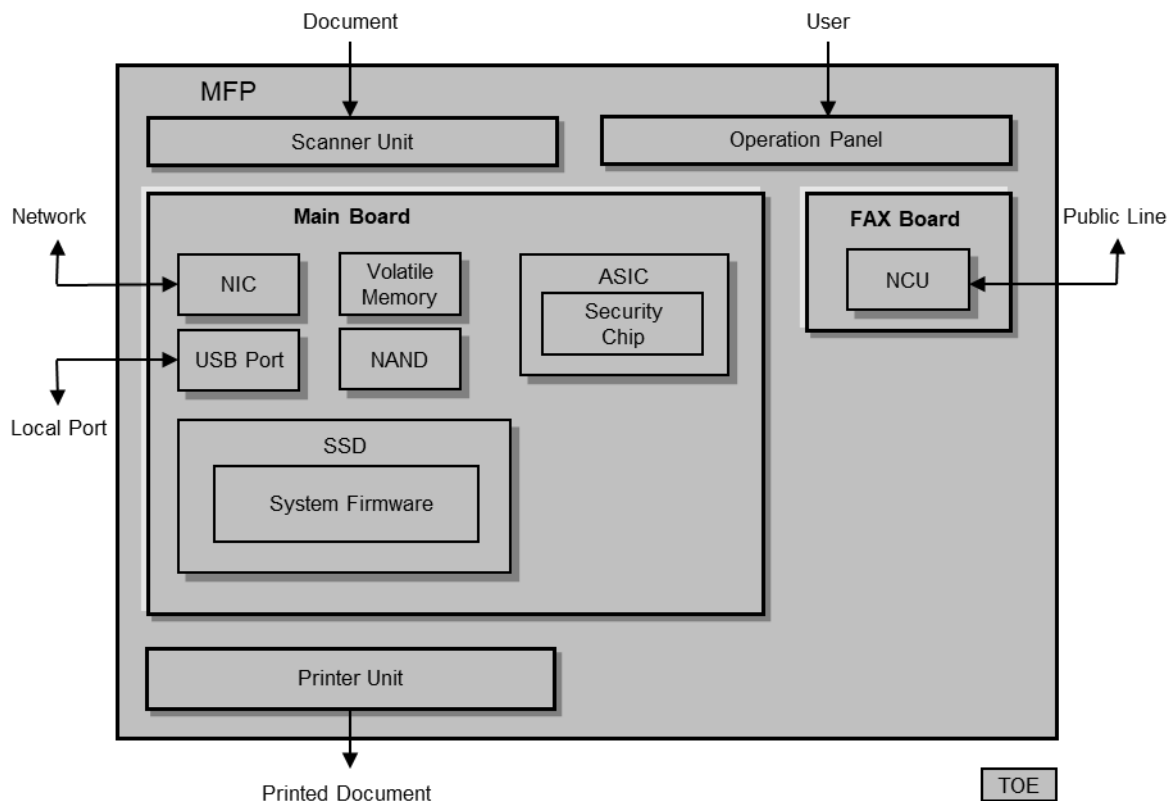 Document
User
MFP
Scanner Unit
Operation Panel
Network
Main Board
FAX Board
Public Line
NIC
Volatile
Memory
ASIC
Security
Chip
NCU
USB Port
NAND
Local Port
SSD
System Firmware
Printer Unit
Printed Document
TOE